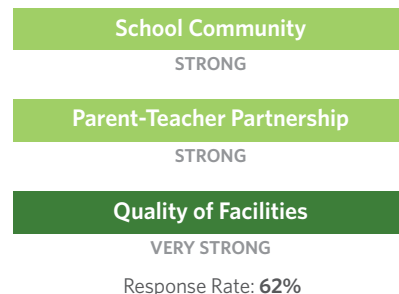 School Community
STRONG
Parent-Teacher Partnership
STRONG
Quality of Facilities
VERY STRONG
Response Rate: 62%